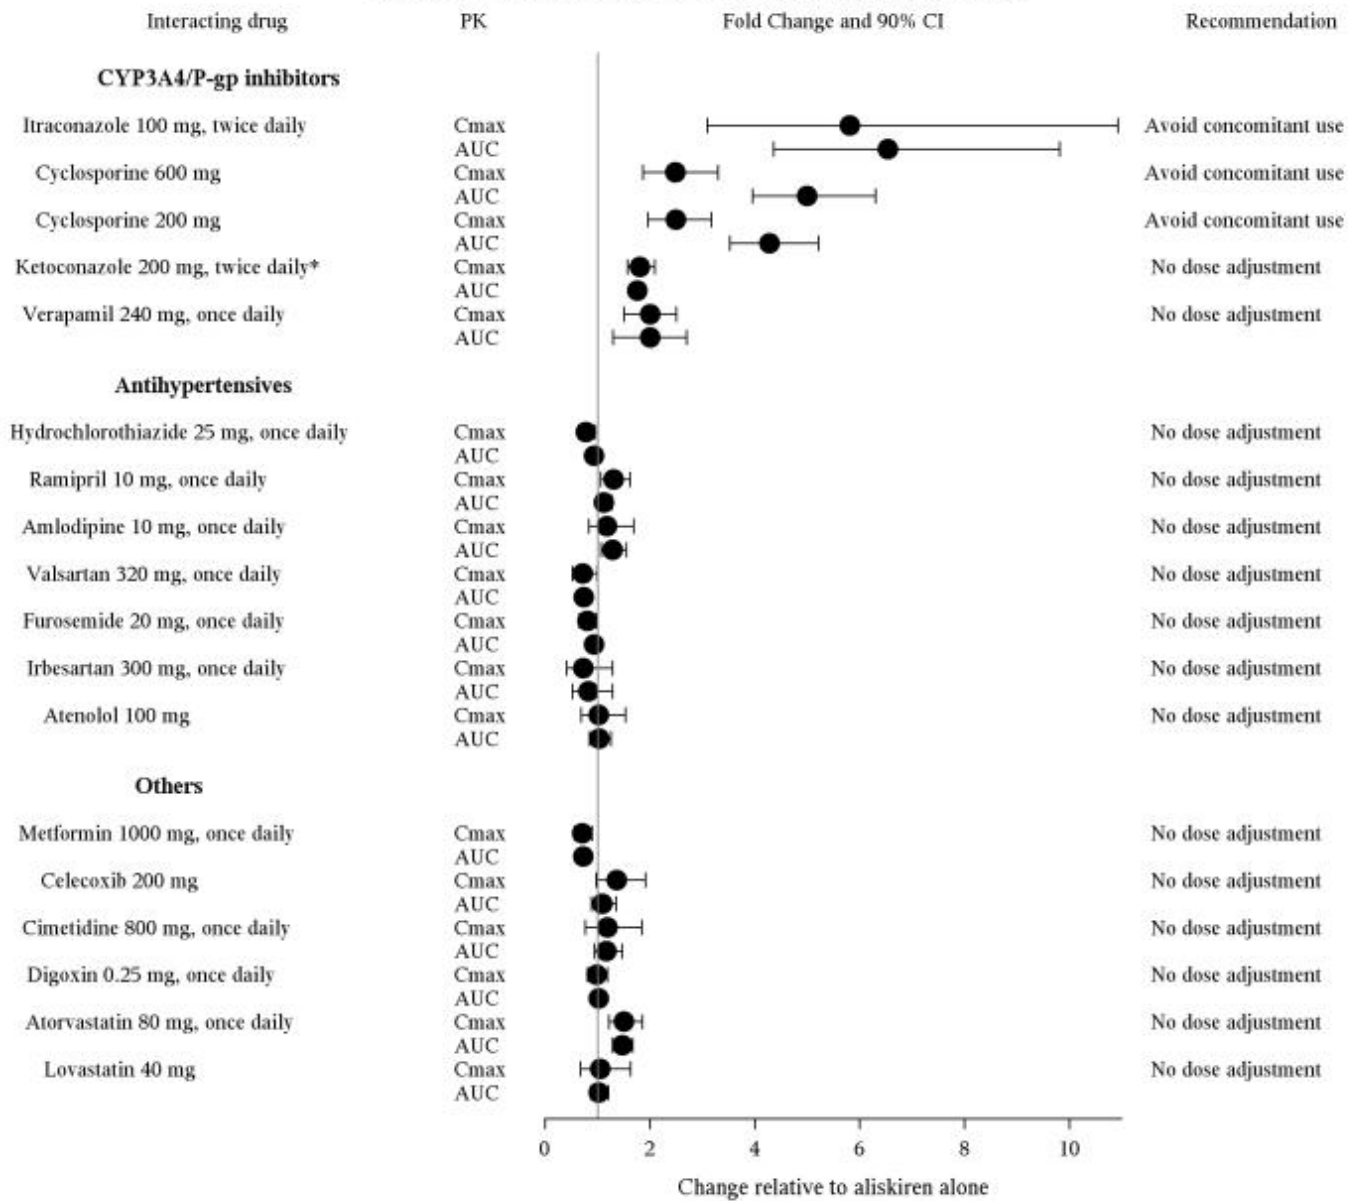 Interacting drug PK Fold Change and 90% CI Recommendation
CYP3A4/P-gp inhibitors
Itraconazole 100 mg, twice daily Cmax Avoid concomitant use
AUC
Cyclosporine 600 mg Cmax Avoid concomitant use
AUC
Cyclosporine 200 mg Cmax Avoid concomitant use
AUC
Ketoconazole 200 mg, twice daily* Cmax No dose adjustment
AUC
Verapamil 240 mg, once daily Cmax No dose adjustment
AUC
Antihypertensives
Hydrochlorothiazide 25 mg, once daily Cmax No dose adjustment
AUC
Ramipril 10 mg, once daily Cmax No dose adjustment
AUC
Amlodipine 10 mg, once daily Cmax No dose adjustment
AUC
Valsartan 320 mg, once daily Cmax No dose adjustment
AUC
Furosemide 20 mg, once daily Cmax No dose adjustment
AUC
Irbesartan 300 mg, once daily Cmax No dose adjustment
AUC
Atenolol 100 mg Cmax No dose adjustment
AUC
Others
Metformin 1000 mg, once daily Cmax No dose adjustment
AUC
Celecoxib 200 mg Cmax No dose adjustment
AUC
Cimetidine 800 mg, once daily Cmax No dose adjustment
AUC
Digoxin 0.25 mg, once daily Cmax No dose adjustment
AUC
Atorvastatin 80 mg, once daily Cmax No dose adjustment
AUC
Lovastatin 40 mg Cmax No dose adjustment
AUC
0 2 4 6 8 10
Change relative to aliskiren alone